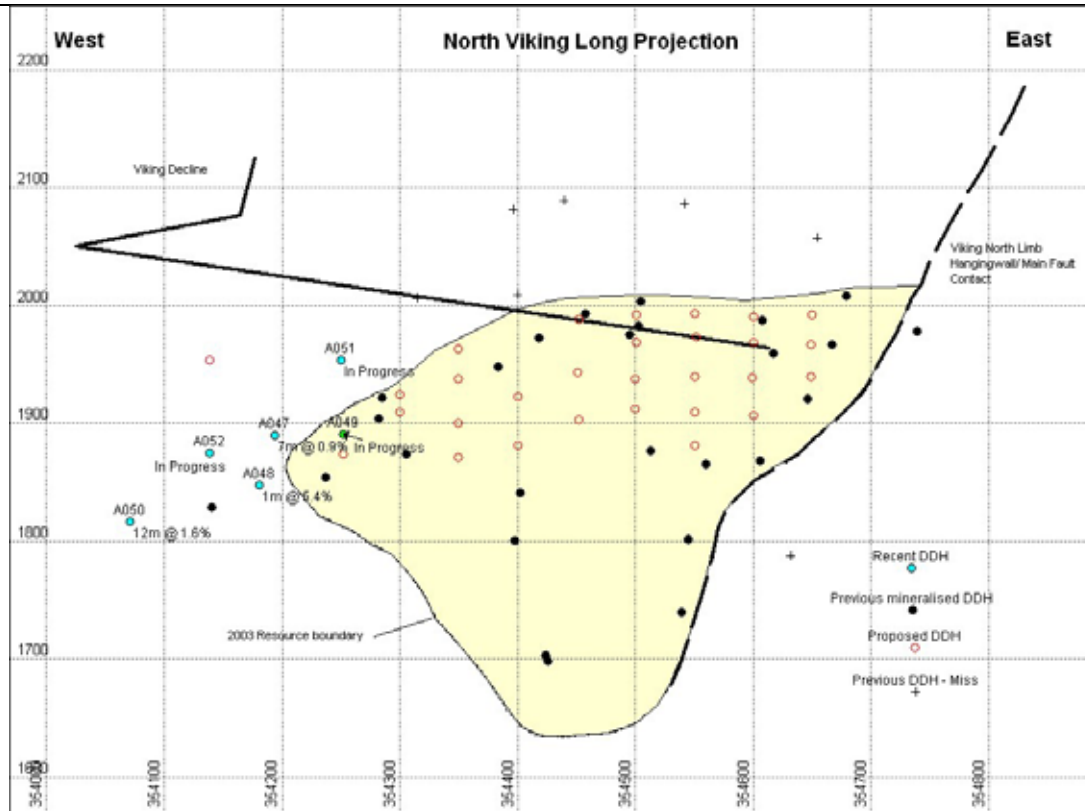 West
North Viking Long Projection
East
2200
Viking Decline
2100
Viking North Limb
Hangingwall/ Main Fault
Contact
2000
A051
In Progress
1900
A047
A049
7m @ 0.9%
In Progress
A052
In Progress
A048
1m @ 5.4%
A050
12m @ 1.6%
1800
Recent DDH
Previous mineralised DDH
2003 Resource boundary
Proposed DDH
1700
Previous DDH - Miss
1600
354000
354100
354200
354300
354400
354500
354600
354700
354800